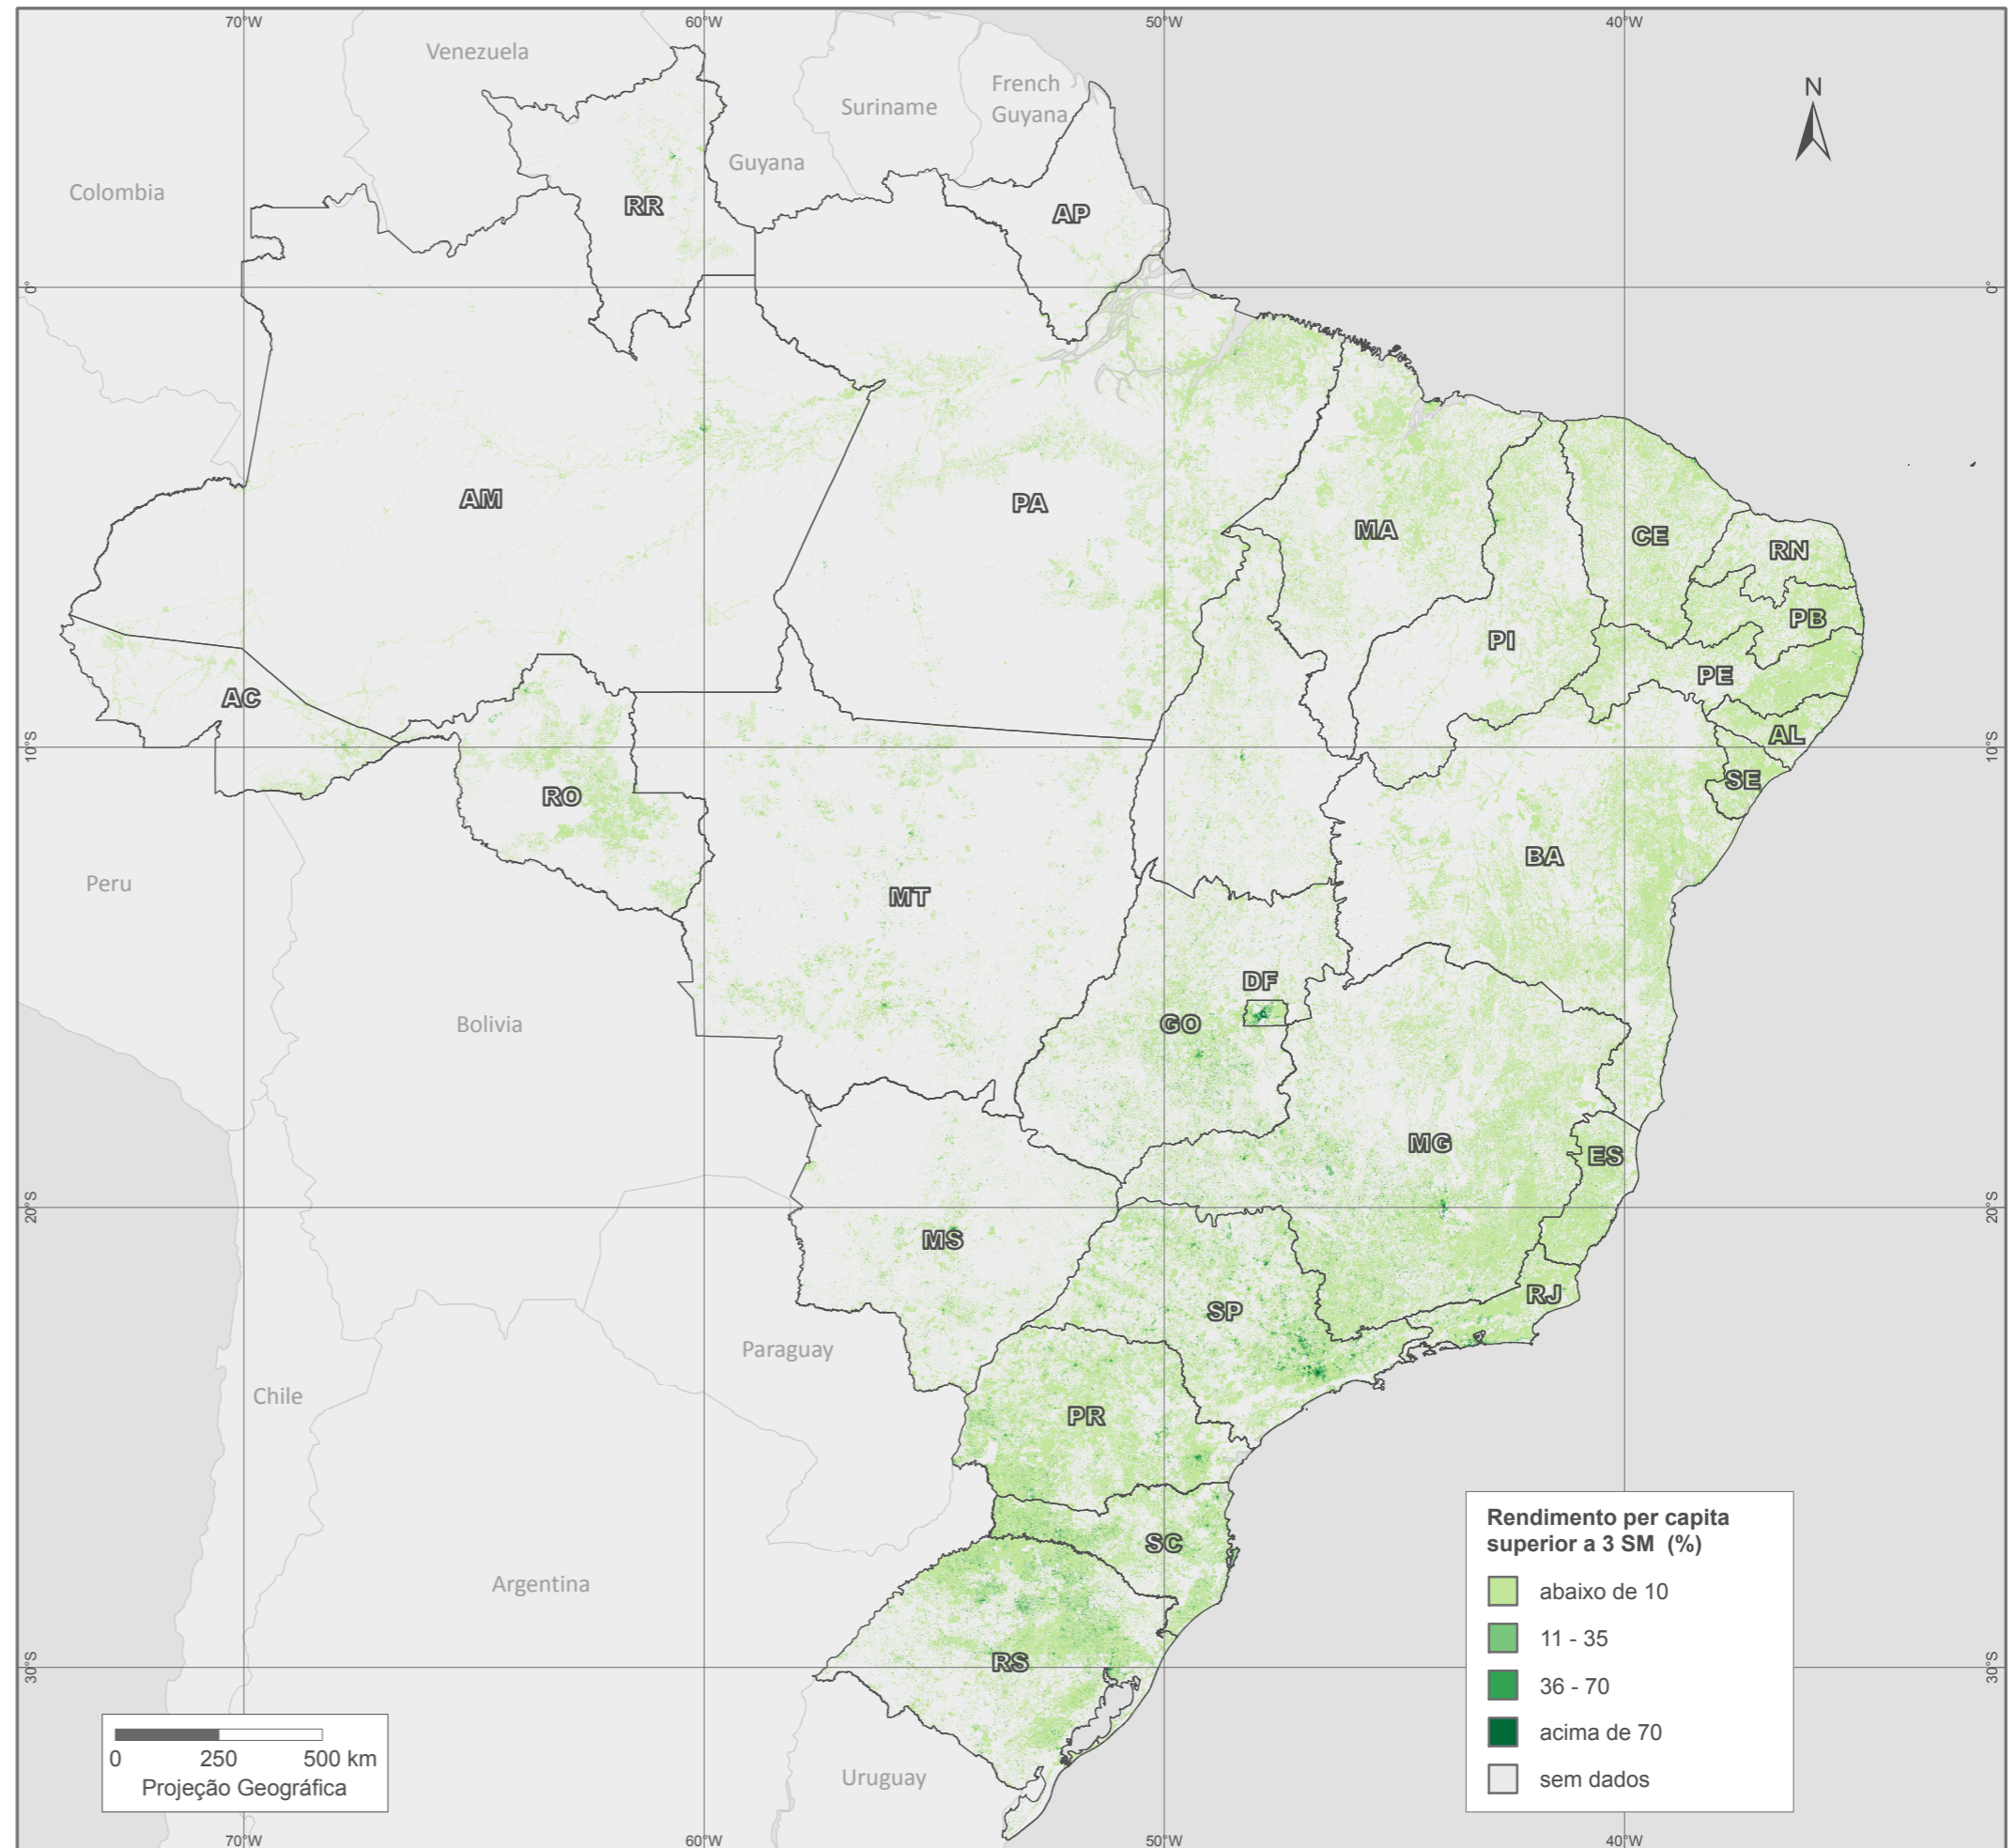 70°W
60°W
50°W
40°W
Venezuela
Suriname
French
Guyana
N
Guyana
Colombia
RR
AP
0°
0°
AM
PA
MA
CE
RN
PB
PI
PE
AC
AL
10°S
10°S
SE
RO
BA
MT
Peru
DF
GO
Bolivia
MG
ES
20°S
20°S
MS
RJ
SP
Paraguay
Chile
PR
SC
Argentina
RS
30°S
30°S
Uruguay
Rendimento per capita
superior a 3 SM (%)
abaixo de 10
11 - 35
36 - 70
acima de 70
sem dados
0 250 500 km
Projeção Geográfica
70°W
60°W
50°W
40°W